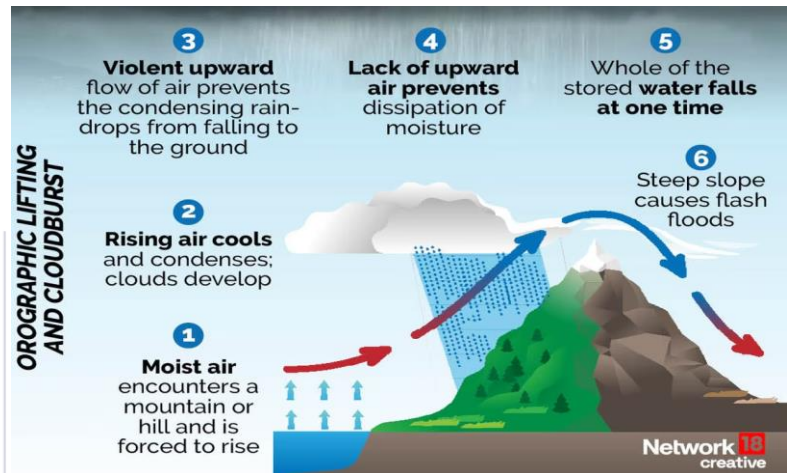 OROGRAPHIC LIFTING
AND CLOUDBURST
1
Moist air
encounters a
mountain or
hill and is
forced to rise
2
Rising air cools
and condenses;
clouds develop
3
Violent upward
flow of air prevents
the condensing rain-
drops from falling to
the ground
4
Lack of upward
air prevents
dissipation of
moisture
5
Whole of the
stored water falls
at one time
6
Steep slope
causes flash
floods
Network 18
creative